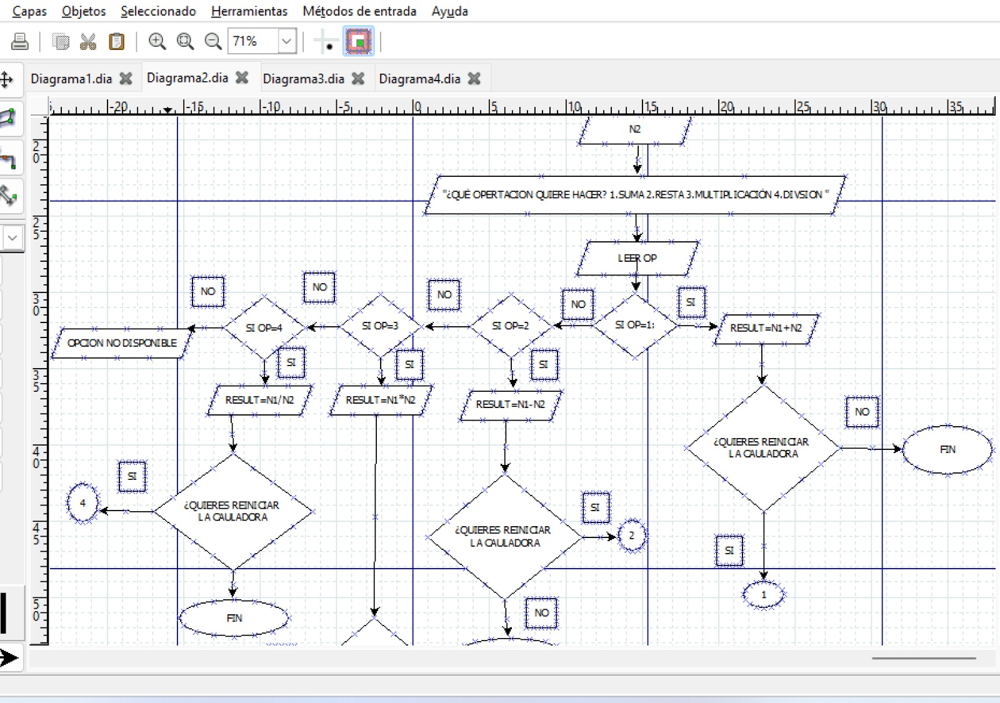 Capas Objetos Seleccionado Herramientas Métodos de entrada Ayuda
71%
Diagrama1.dia Diagrama2.dia Diagrama3.dia Diagrama4.dia
-20 -15 -10 -5 0 5 10 15 20 25 30 35
20
25
30
35
40
45
50
N2
"¿QUÉ OPERTACION QUIERE HACER? 1.SUMA 2.RESTA 3.MULTIPLICACIÓN 4.DIVSION "
LEER OP
NO NO NO NO SI
SI OP=4 SI OP=3 SI OP=2 SI OP=1: RESULT=N1+N2
OPCION NO DISPONIBLE
SI SI SI
RESULT=N1/N2 RESULT=N1*N2 RESULT=N1-N2
NO
¿QUIERES REINICIAR
LA CAULADORA
FIN
SI
4
¿QUIERES REINICIAR
LA CAULADORA
SI
¿QUIERES REINICIAR
LA CAULADORA
2
SI
1
FIN
NO